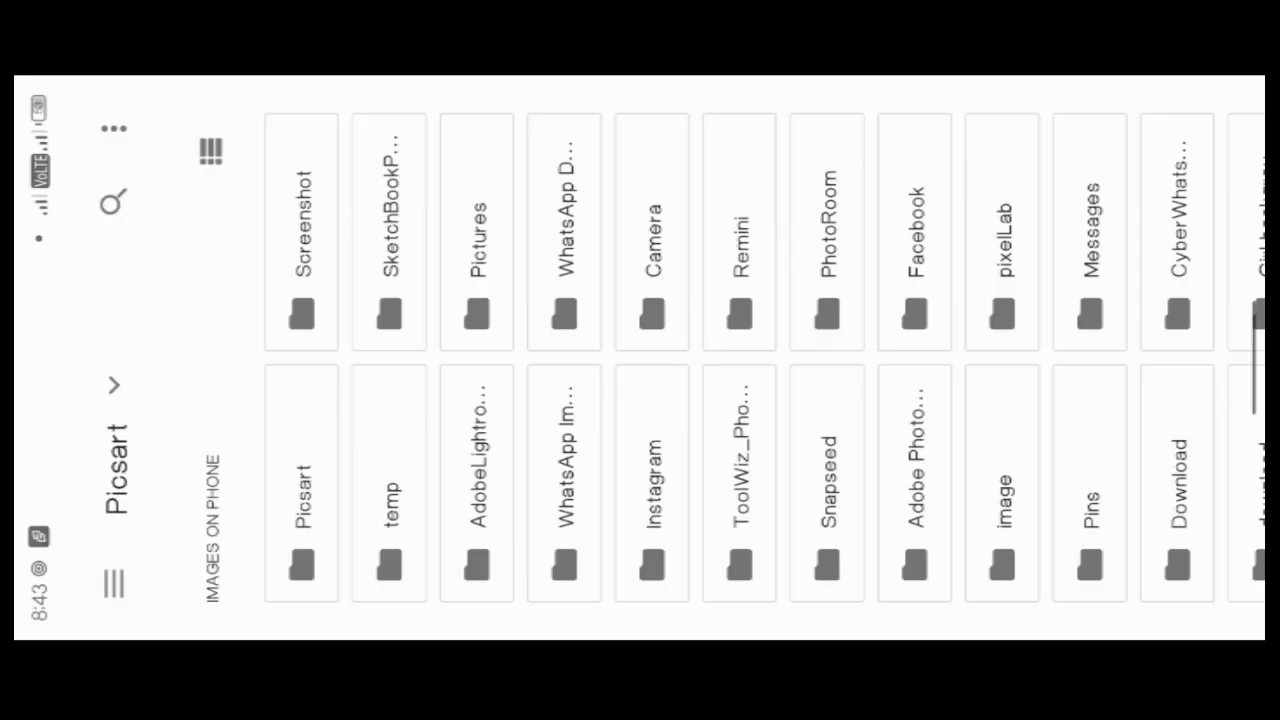 8:43 VoLTE
Picsart
IMAGES ON PHONE
Picsart Screenshot
temp SketchBookP...
AdobeLightro... Pictures
WhatsApp Im... WhatsApp D...
Instagram Camera
ToolWiz_Pho... Remini
Snapseed PhotoRoom
Adobe Photo... Facebook
image pixelLab
Pins Messages
Download CyberWhats...